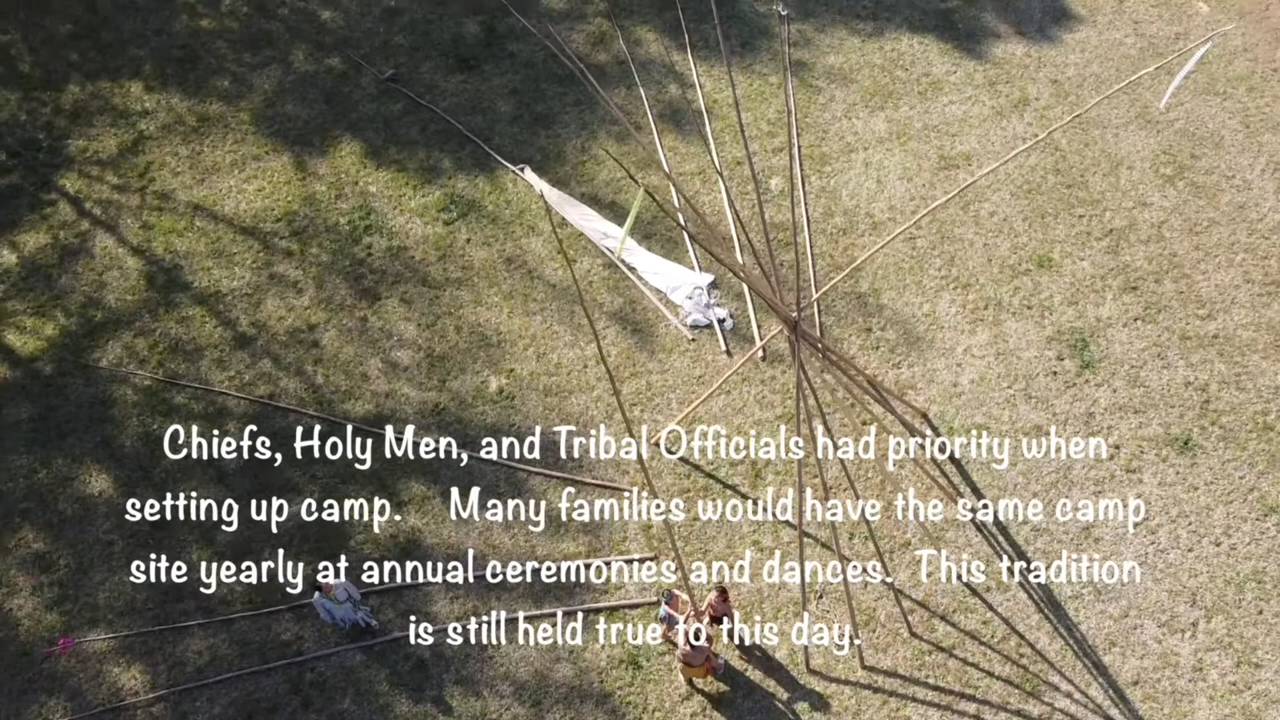 Chiefs, Holy Men, and Tribal Officials had priority when
setting up camp. Many families would have the same camp
site yearly at annual ceremonies and dances. This tradition
is still held true to this day.